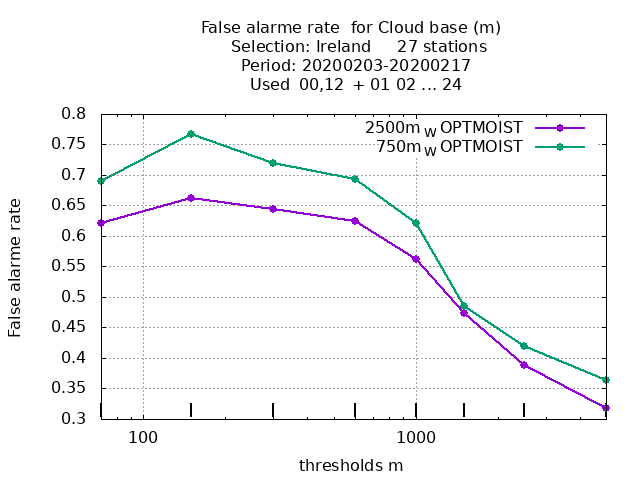 False alarme rate  for Cloud base (m)
Selection: Ireland     27 stations
Period: 20200203-20200217
Used  00,12  + 01 02 ... 24
2500m W OPTMOIST
750m W OPTMOIST
0.8
0.75
0.7
0.65
0.6
0.55
0.5
0.45
0.4
0.35
0.3
False alarme rate
100
1000
thresholds m